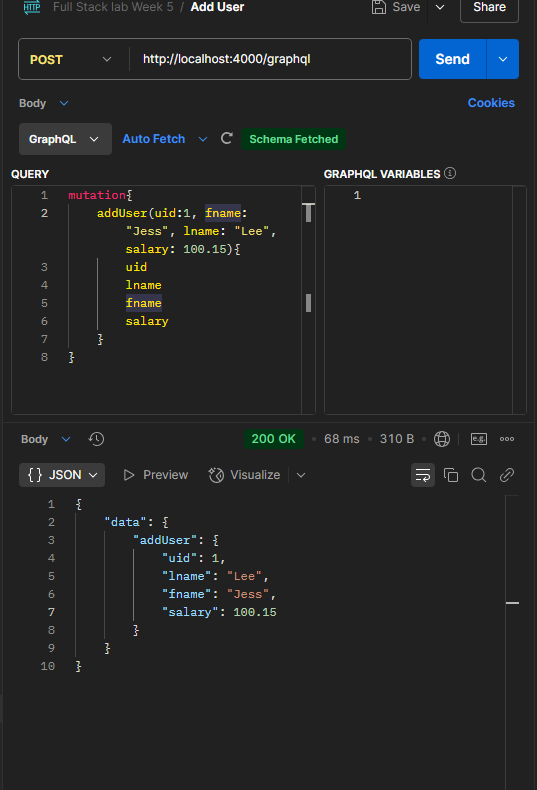 HTTP Full Stack lab Week 5 / Add User Save Share
POST http://localhost:4000/graphql Send
Body Cookies
GraphQL Auto Fetch Schema Fetched
QUERY GRAPHQL VARIABLES
1 mutation{ 1
2 addUser(uid:1, fname:
"Jess", lname: "Lee",
salary: 100.15){
3 uid
4 lname
5 fname
6 salary
7 }
8 }
Body 200 OK • 68 ms • 310 B • e.g.
{} JSON Preview Visualize
1 {
2 "data": {
3 "addUser": {
4 "uid": 1,
5 "lname": "Lee",
6 "fname": "Jess",
7 "salary": 100.15
8 }
9 }
10 }